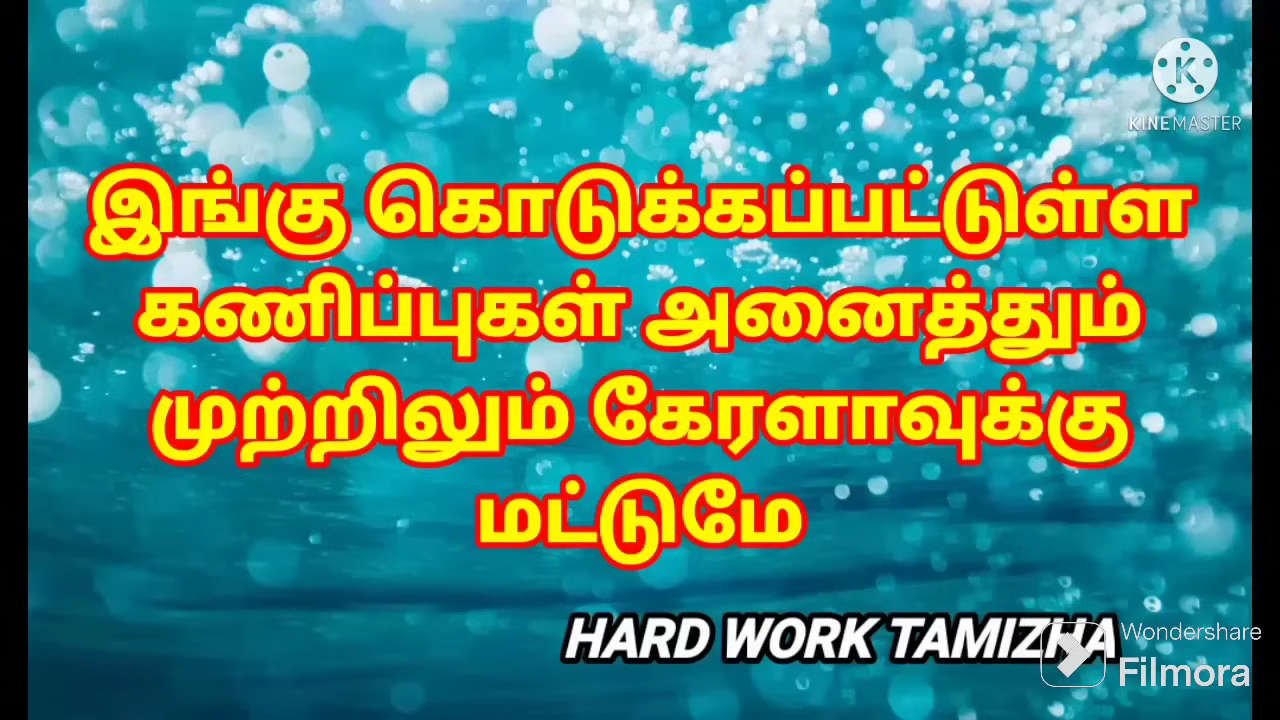 KINEMASTER
இங்கு கொடுக்கப்பட்டுள்ள
கணிப்புகள் அனைத்தும்
முற்றிலும் கேரளாவுக்கு
மட்டுமே
HARD WORK TAMIZHA
Wondershare
Filmora